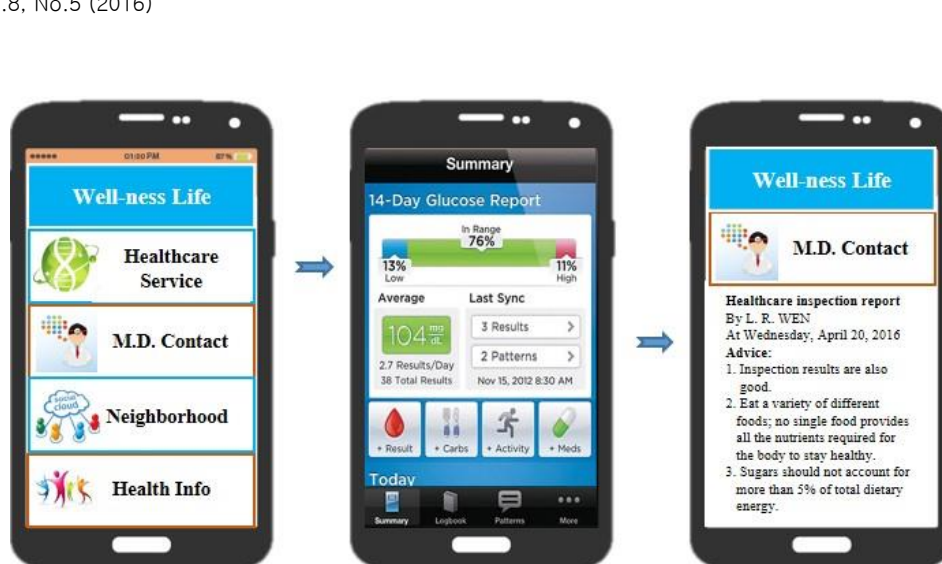 .8, No.5 (2016)
01:00 PM 87%
Well-ness Life
Healthcare
Service
M.D. Contact
social
cloud
Neighborhood
Health Info
Summary
14-Day Glucose Report
In Range
76%
13%
Low
11%
High
Average
Last Sync
104 mg
dL
3 Results
2 Patterns
2.7 Results/Day
38 Total Results
Nov 15, 2012 8:30 AM
+ Result
+ Carbs
+ Activity
+ Meds
Today
Summary
Logbook
Patterns
More
Well-ness Life
M.D. Contact
Healthcare inspection report
By L. R. WEN
At Wednesday, April 20, 2016
Advice:
1. Inspection results are also
good.
2. Eat a variety of different
foods; no single food provides
all the nutrients required for
the body to stay healthy.
3. Sugars should not account for
more than 5% of total dietary
energy.